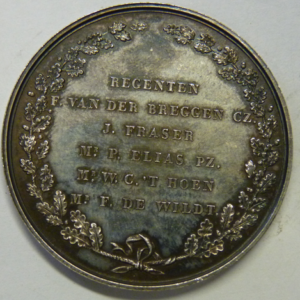 REGENTEN
F. VAN DER BREGGEN CZ.
J. FRASER
Mr. P. ELIAS PZ.
Mr. W. C. 'T HOEN
Mr. F. DE WILDT.